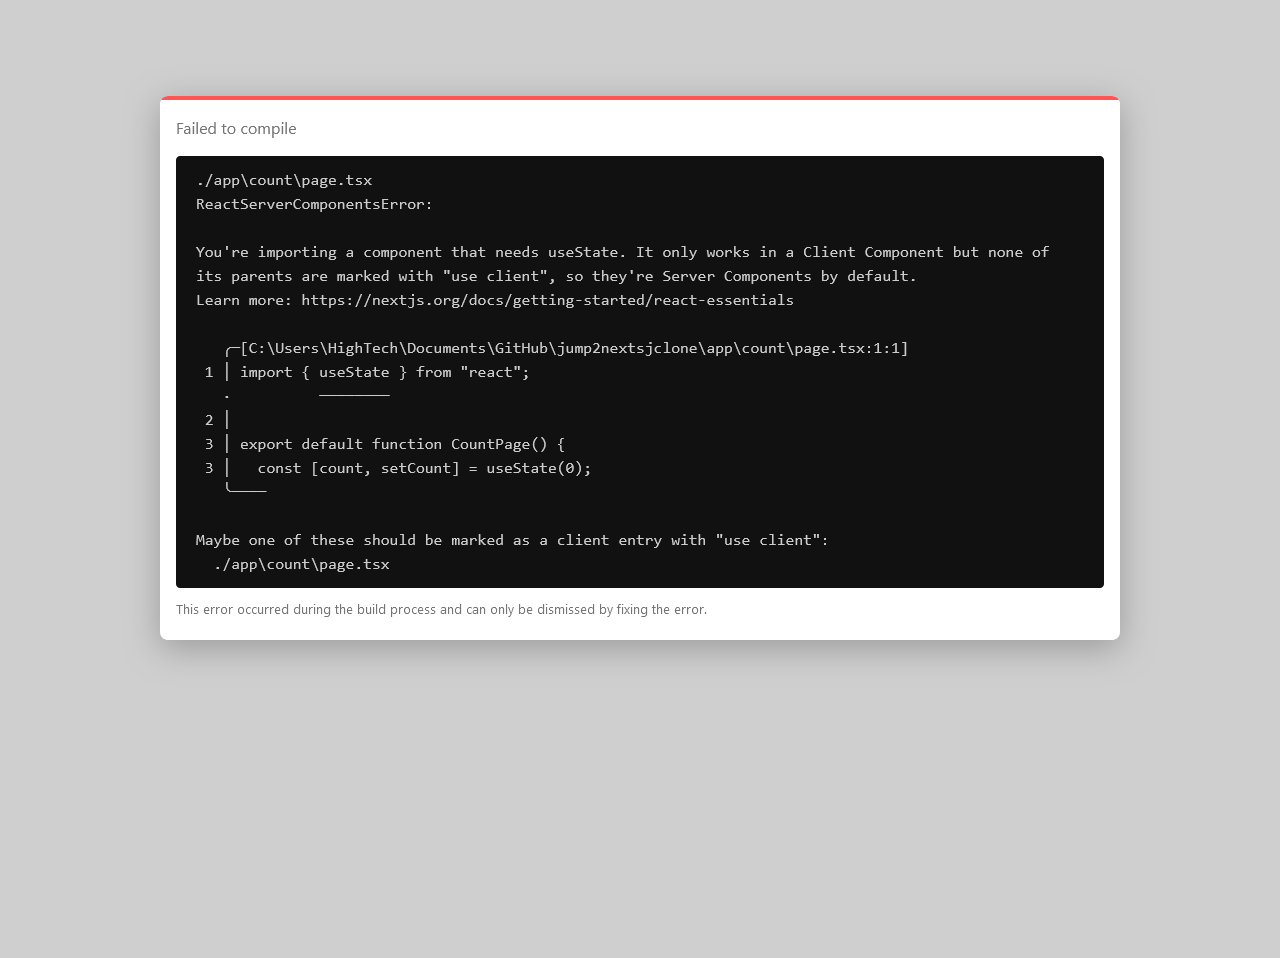 Failed to compile
./app\count\page.tsx
ReactServerComponentsError:
You're importing a component that needs useState. It only works in a Client Component but none of
its parents are marked with "use client", so they're Server Components by default.
Learn more: https://nextjs.org/docs/getting-started/react-essentials
   ╭─[C:\Users\HighTech\Documents\GitHub\jump2nextsjclone\app\count\page.tsx:1:1]
 1 │ import { useState } from "react";
   ·          ────────
 2 │
 3 │ export default function CountPage() {
 3 │   const [count, setCount] = useState(0);
   ╰────
Maybe one of these should be marked as a client entry with "use client":
  ./app\count\page.tsx
This error occurred during the build process and can only be dismissed by fixing the error.